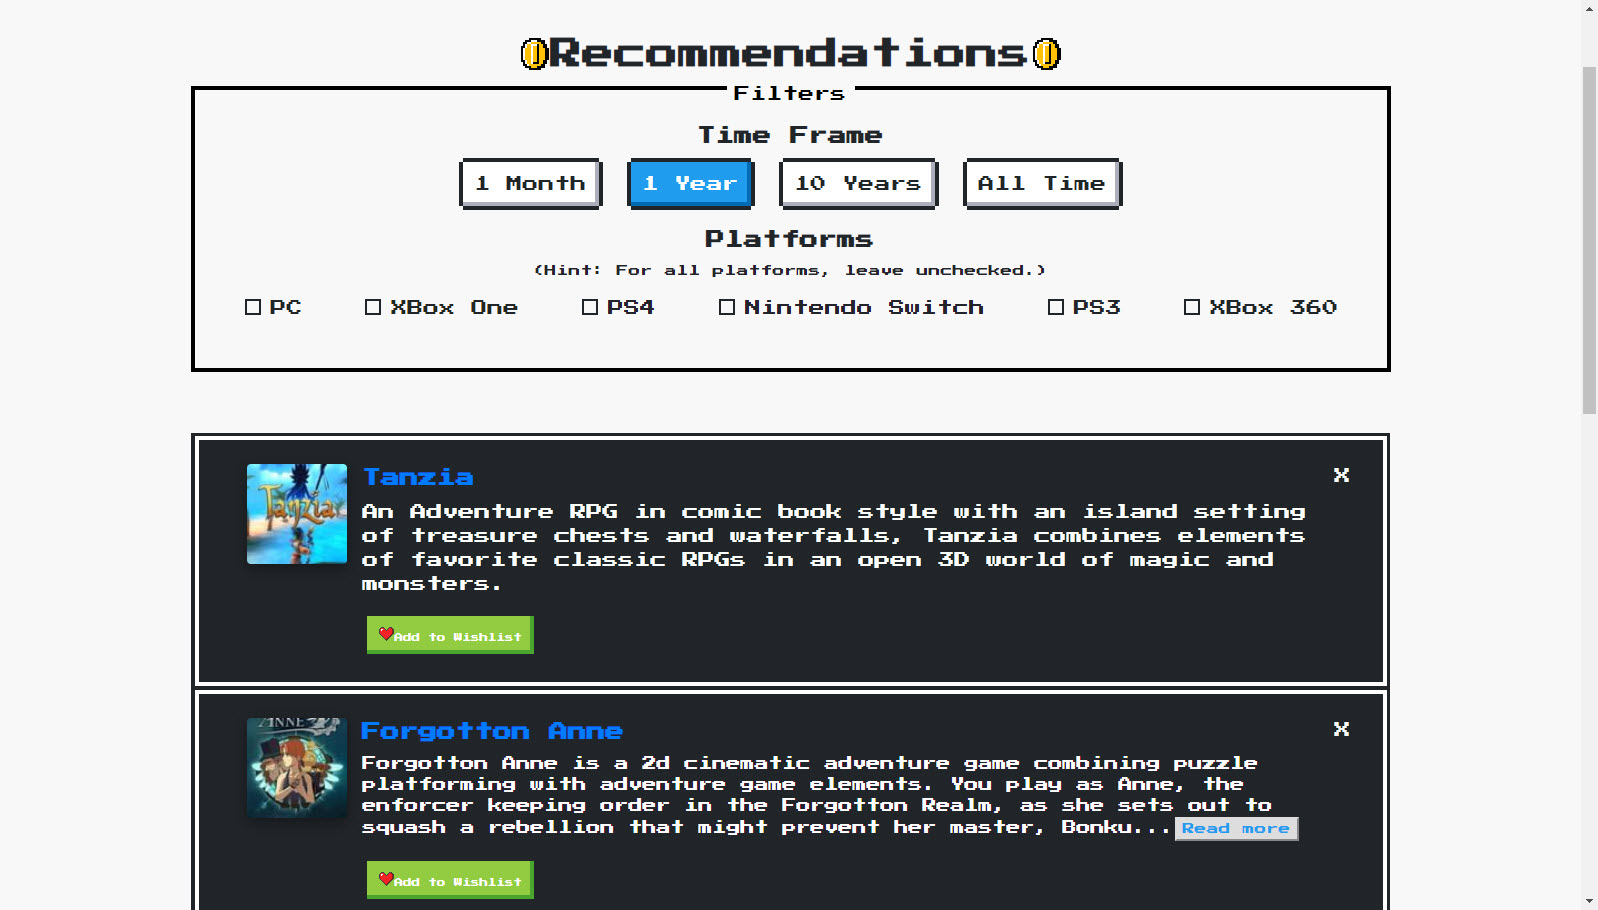 Recommendations
Filters
Time Frame
1 Month
1 Year
10 Years
All Time
Platforms
(Hint: For all platforms, leave unchecked.)
PC
XBox One
PS4
Nintendo Switch
PS3
XBox 360
Tanzia
Tanzia
X
An Adventure RPG in comic book style with an island setting
of treasure chests and waterfalls, Tanzia combines elements
of favorite classic RPGs in an open 3D world of magic and
monsters.
Add to Wishlist
ANNE
Forgotton Anne
X
Forgotton Anne is a 2d cinematic adventure game combining puzzle
platforming with adventure game elements. You play as Anne, the
enforcer keeping order in the Forgotton Realm, as she sets out to
squash a rebellion that might prevent her master, Bonku...Read more
Add to Wishlist